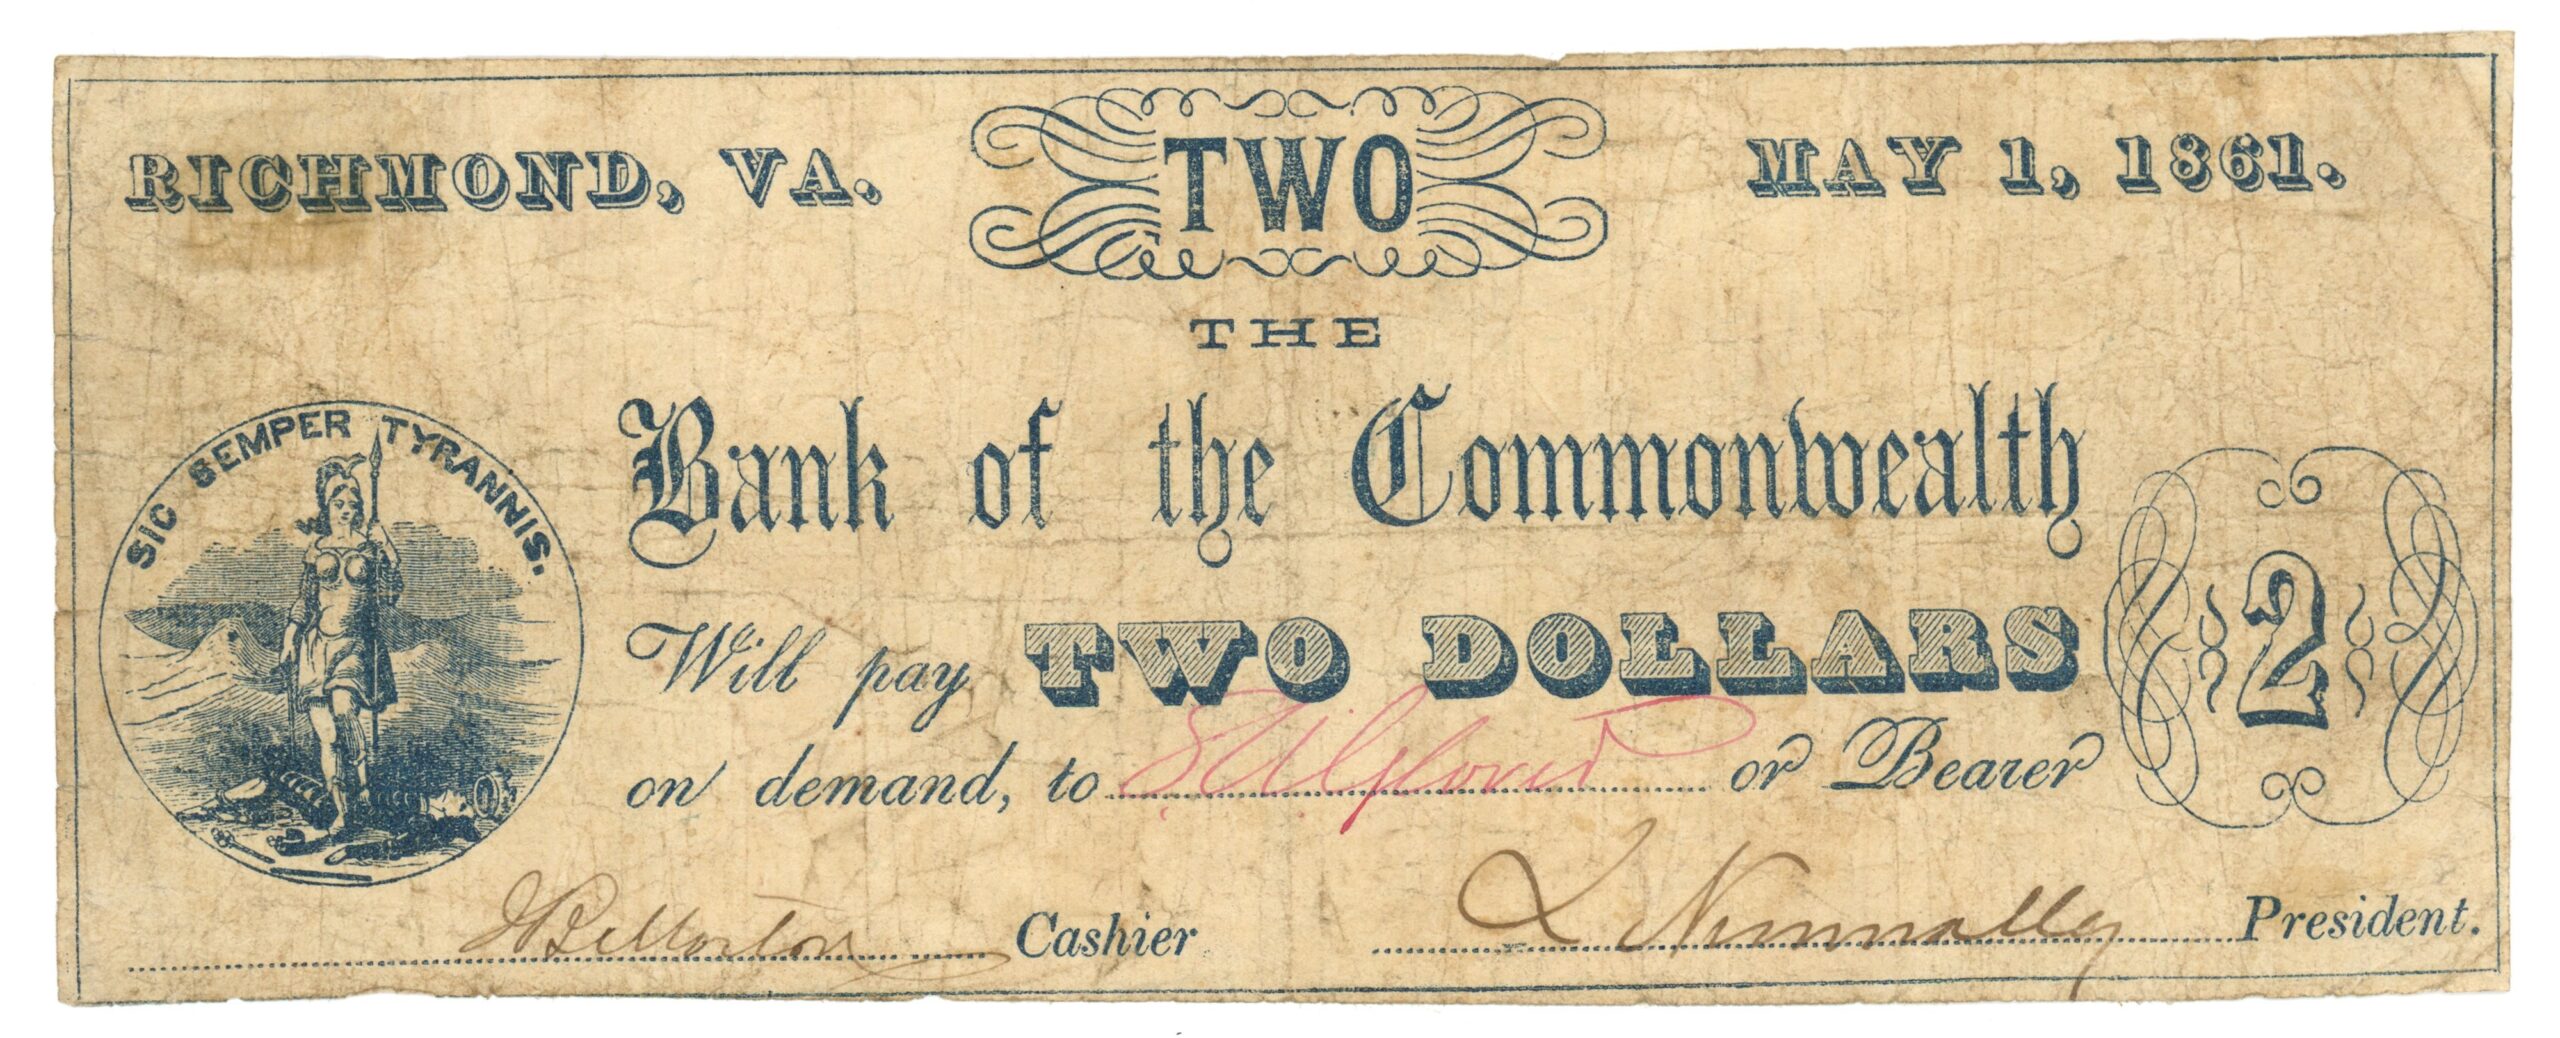 RICHMOND, VA.
TWO
MAY 1, 1861.
THE
Bank of the Commonwealth
SIC SEMPER TYRANNIS.
Will pay TWO DOLLARS
2
on demand, to or Bearer
Morton Cashier
Nunnally President.